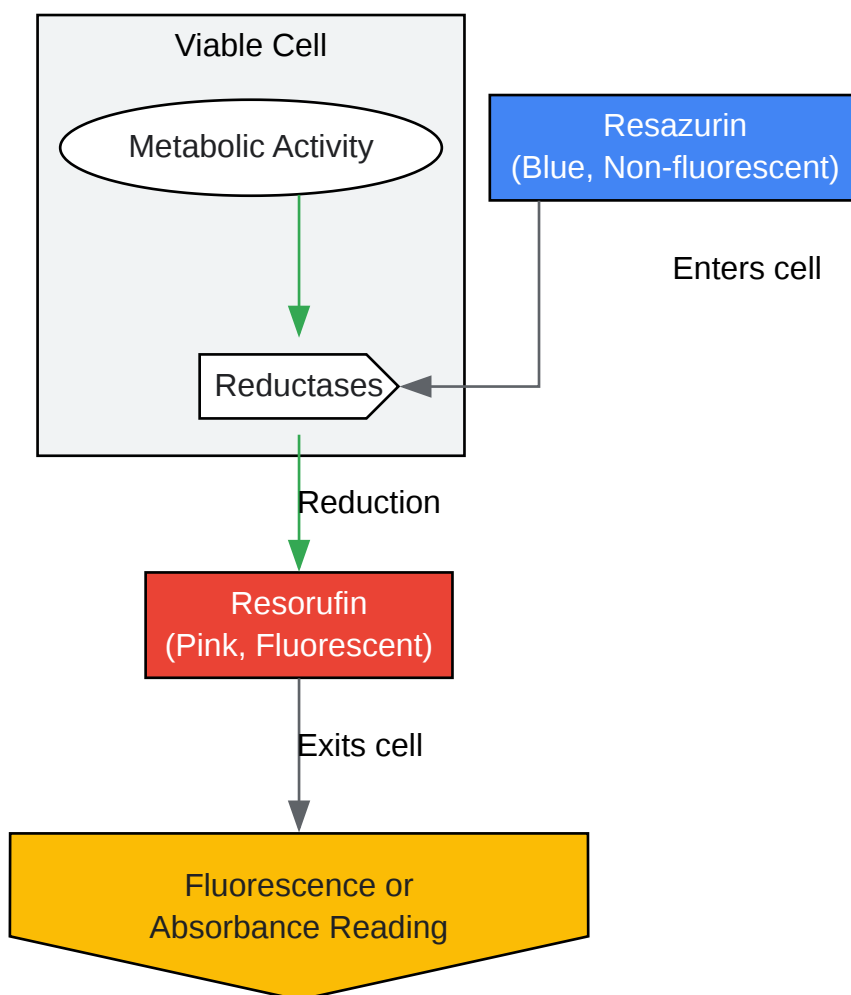 Viable Cell
Metabolic Activity
Resazurin
(Blue, Non-fluorescent)
Enters cell
Reductases
Reduction
Resorufin
(Pink, Fluorescent)
Exits cell
Fluorescence or
Absorbance Reading